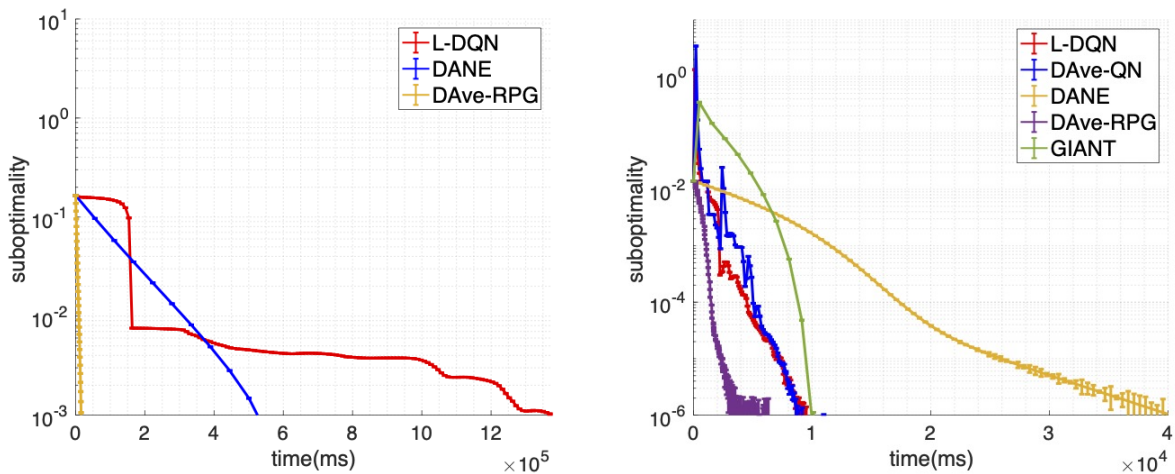 10^1
10^0
10^-1
10^-2
10^-3
suboptimality
0 2 4 6 8 10 12
time(ms)
×10^5
L-DQN
DANE
DAve-RPG
10^0
10^-2
10^-4
10^-6
suboptimality
0 1 2 3 4
time(ms)
×10^4
L-DQN
DAve-QN
DANE
DAve-RPG
GIANT